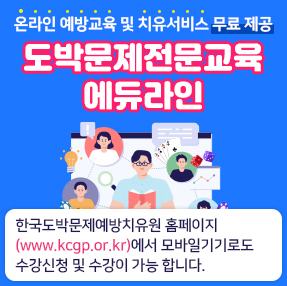 온라인 예방교육 및 치유서비스 무료 제공
도박문제전문교육
에듀라인
한국도박문제예방치유원 홈페이지
(www.kcgp.or.kr)에서 모바일기기로도
수강신청 및 수강이 가능 합니다.